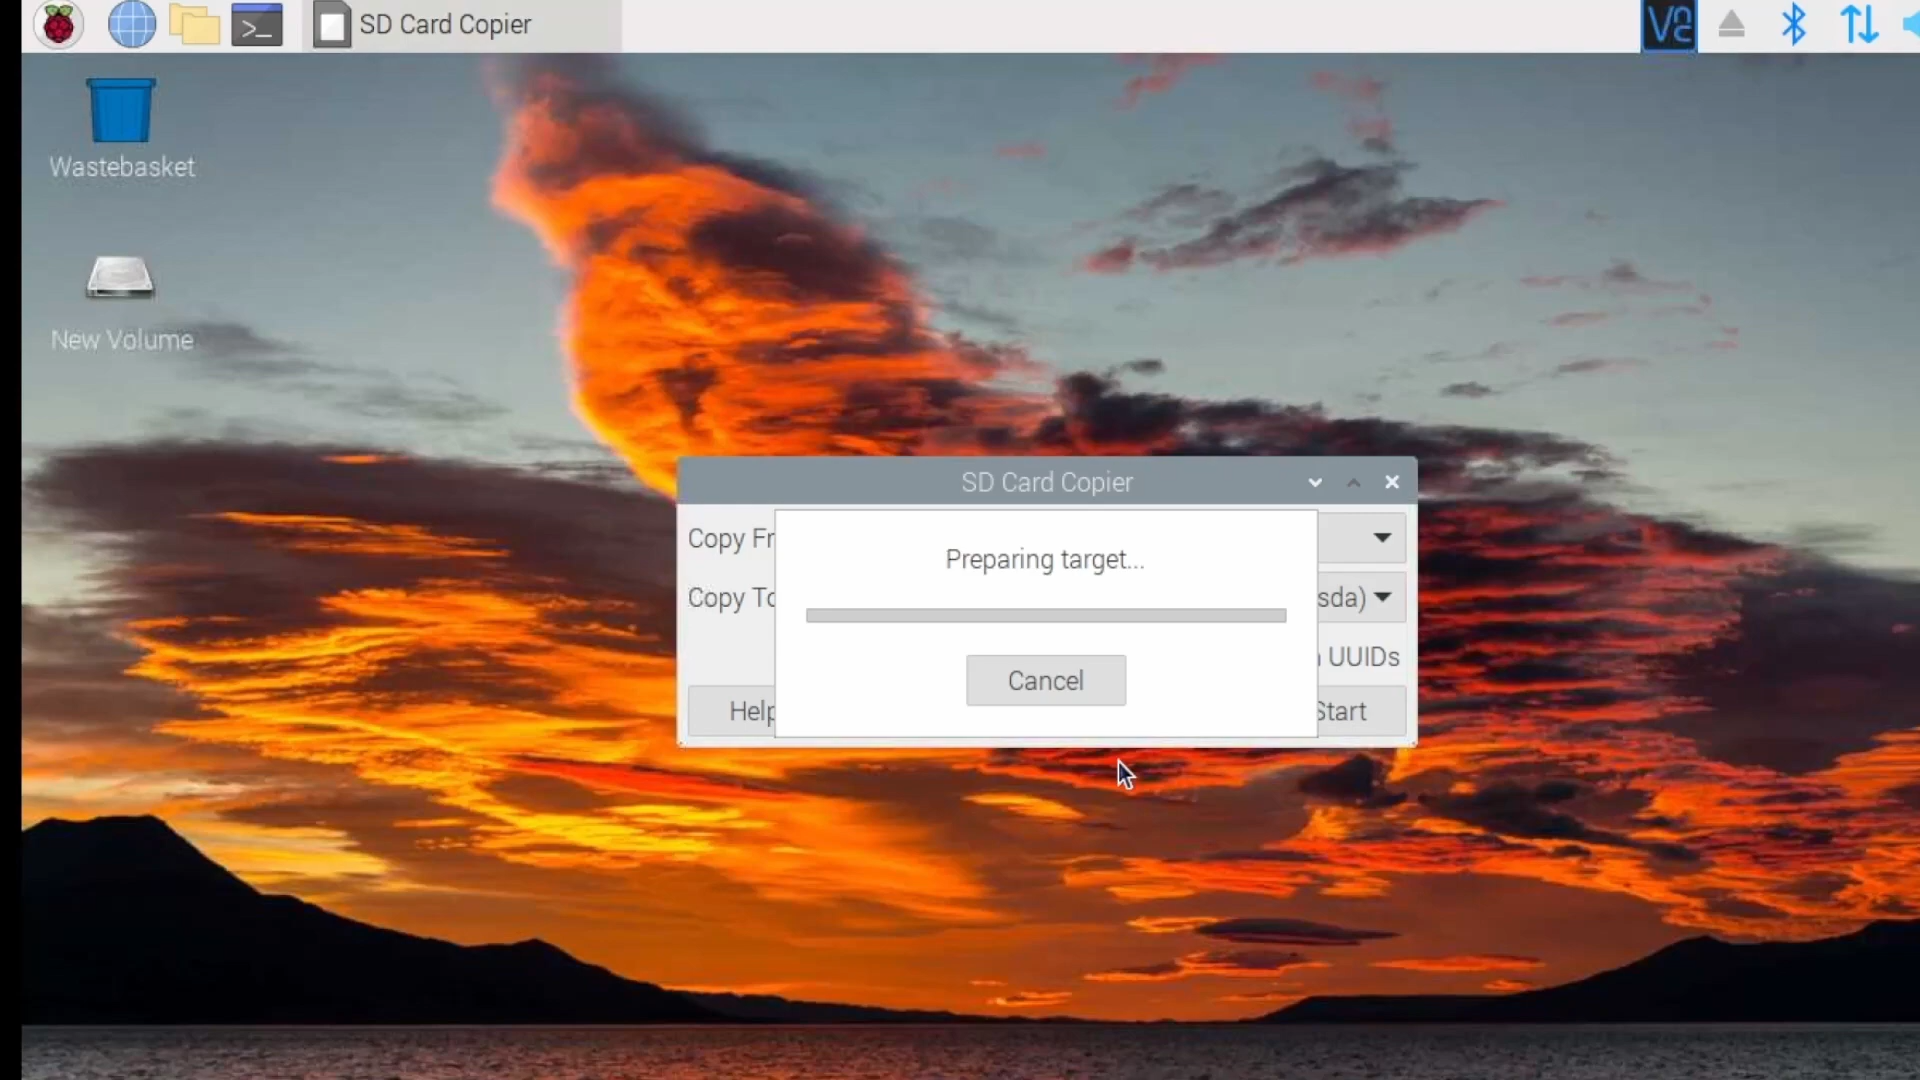 SD Card Copier
Wastebasket
New Volume
SD Card Copier
Copy Fr
Preparing target...
Copy To
sda)
UUIDs
Cancel
Help
Start